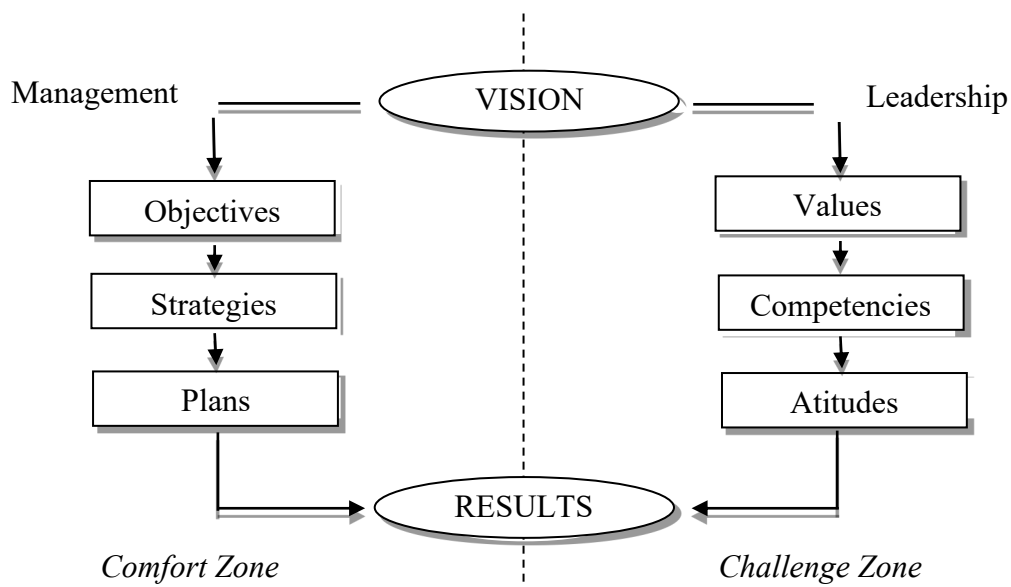 Management
VISION
Leadership
Objectives
Values
Strategies
Competencies
Plans
Atitudes
RESULTS
Comfort Zone
Challenge Zone